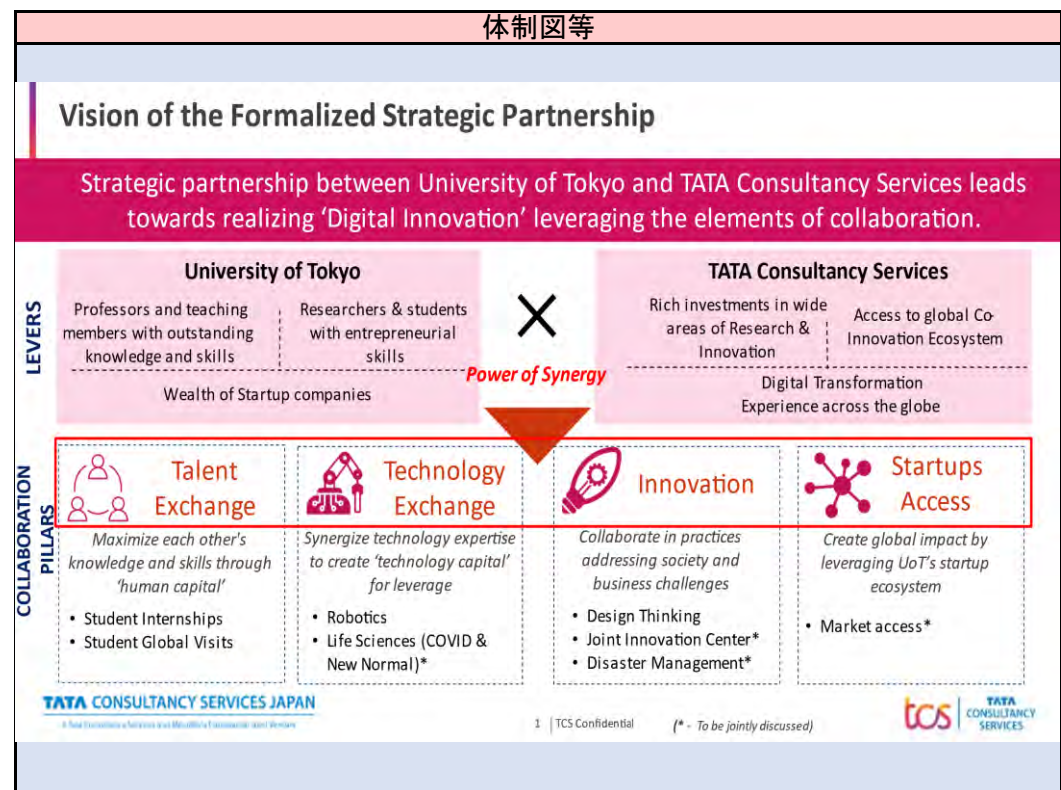 体制図等
Vision of the Formalized Strategic Partnership
Strategic partnership between University of Tokyo and TATA Consultancy Services leads
towards realizing ‘Digital Innovation’ leveraging the elements of collaboration.
LEVERS
University of Tokyo
Professors and teaching
members with outstanding
knowledge and skills
Researchers & students
with entrepreneurial
skills
Wealth of Startup companies
Power of Synergy
TATA Consultancy Services
Rich investments in wide
areas of Research &
Innovation
Access to global Co-
Innovation Ecosystem
Digital Transformation
Experience across the globe
COLLABORATION
PILLARS
Talent
Exchange
Maximize each other's
knowledge and skills through
‘human capital’
• Student Internships
• Student Global Visits
Technology
Exchange
Synergize technology expertise
to create ‘technology capital’
for leverage
• Robotics
• Life Sciences (COVID &
New Normal)*
Innovation
Collaborate in practices
addressing society and
business challenges
• Design Thinking
• Joint Innovation Center*
• Disaster Management*
Startups
Access
Create global impact by
leveraging UoT’s startup
ecosystem
• Market access*
TATA CONSULTANCY SERVICES JAPAN
1 | TCS Confidential
(* - To be jointly discussed)
tcs
TATA
CONSULTANCY
SERVICES